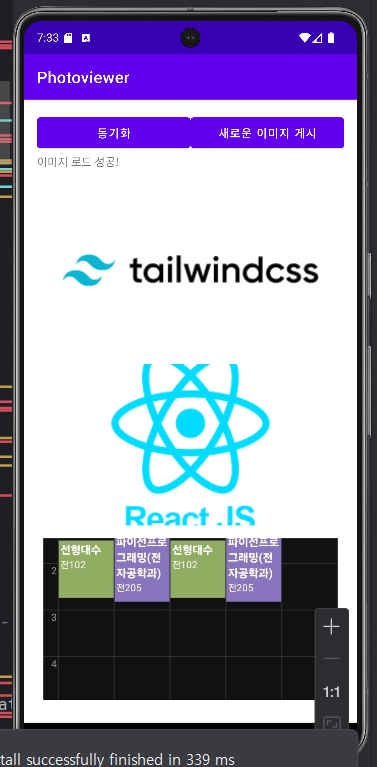 7:33
Photoviewer
동기화
새로운 이미지 게시
이미지 로드 성공!
tailwindcss
React JS
선형대수
전102
파이썬프로
그래밍(전
자공학과)
전205
선형대수
전102
파이썬프로
그래밍(전
자공학과)
전205
2
3
4
1:1
tall successfully finished in 339 ms